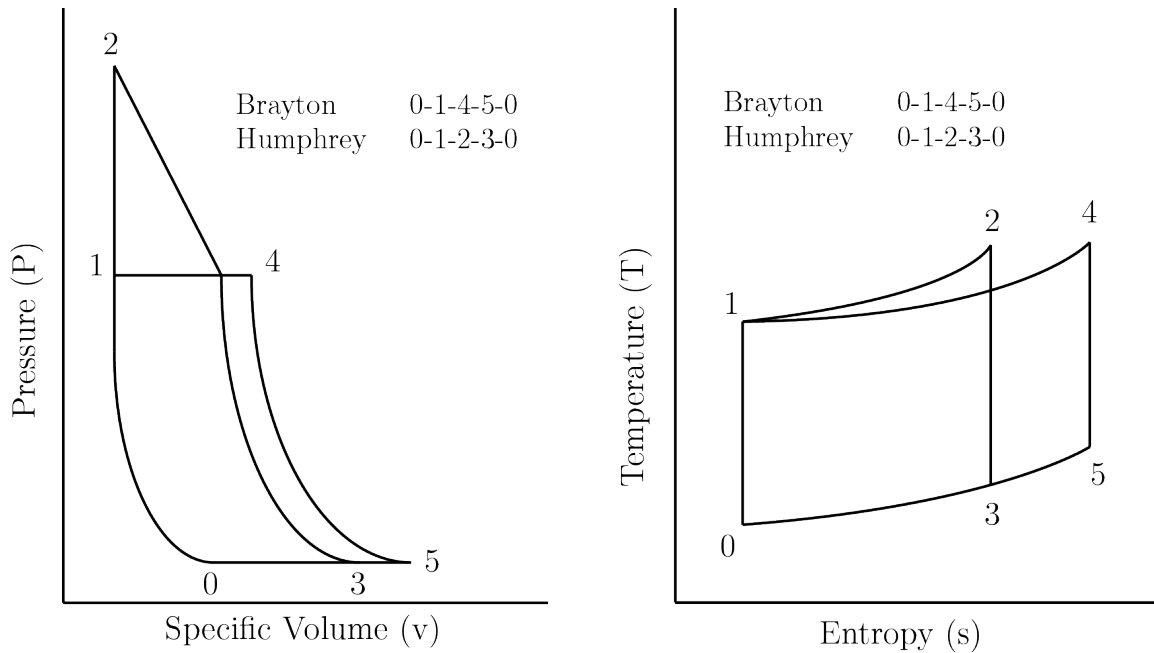 2
Brayton 0-1-4-5-0
Humphrey 0-1-2-3-0
1
4
0
3
5
Pressure (P)
Specific Volume (v)
Brayton 0-1-4-5-0
Humphrey 0-1-2-3-0
2
4
1
5
3
0
Temperature (T)
Entropy (s)